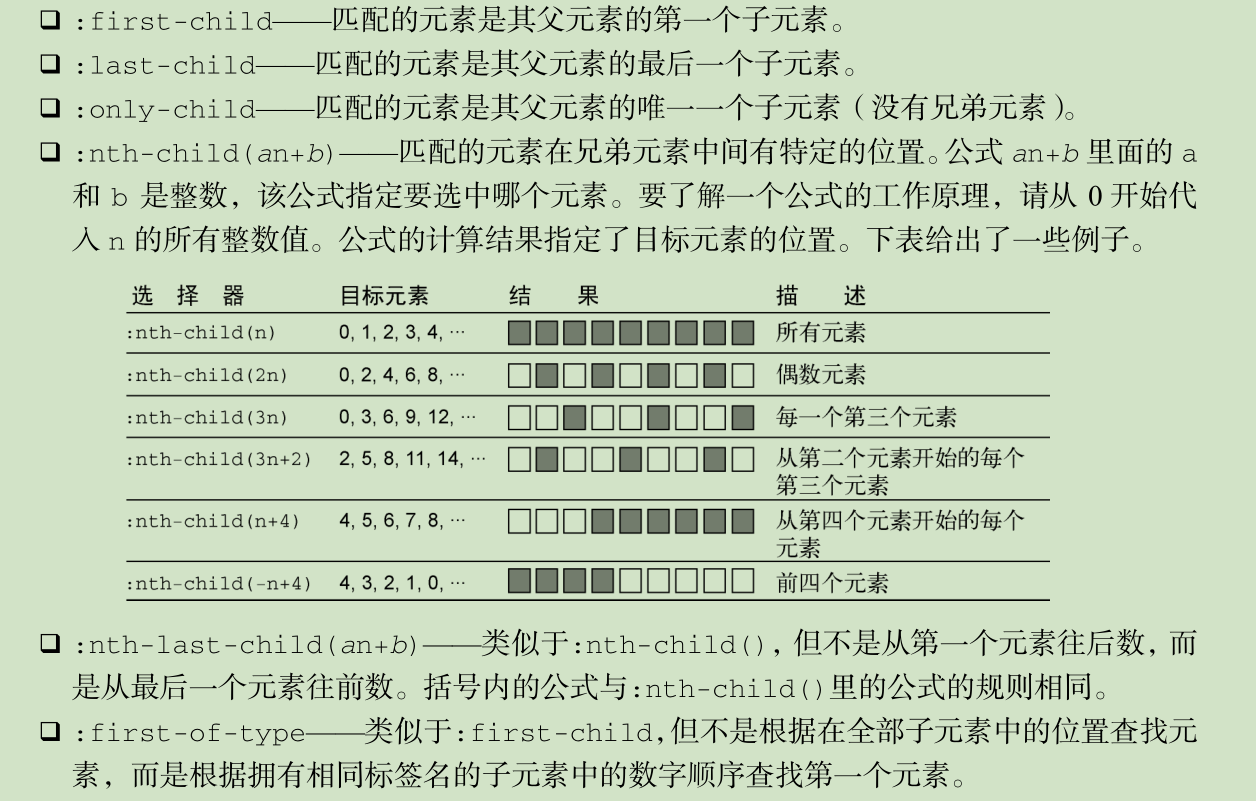 ❑ :first-child——匹配的元素是其父元素的第一个子元素。
❑ :last-child——匹配的元素是其父元素的最后一个子元素。
❑ :only-child——匹配的元素是其父元素的唯一一个子元素（没有兄弟元素）。
❑ :nth-child(an+b)——匹配的元素在兄弟元素中间有特定的位置。公式 an+b 里面的 a
和 b 是整数，该公式指定要选中哪个元素。要了解一个公式的工作原理，请从 0 开始代
入 n 的所有整数值。公式的计算结果指定了目标元素的位置。下表给出了一些例子。
选 择 器 目标元素 结 果 描 述
:nth-child(n) 0, 1, 2, 3, 4, … 所有元素
:nth-child(2n) 0, 2, 4, 6, 8, … 偶数元素
:nth-child(3n) 0, 3, 6, 9, 12, … 每一个第三个元素
:nth-child(3n+2) 2, 5, 8, 11, 14, … 从第二个元素开始的每个
第三个元素
:nth-child(n+4) 4, 5, 6, 7, 8, … 从第四个元素开始的每个
元素
:nth-child(-n+4) 4, 3, 2, 1, 0, … 前四个元素
❑ :nth-last-child(an+b)——类似于:nth-child()，但不是从第一个元素往后数，而
是从最后一个元素往前数。括号内的公式与:nth-child()里的公式的规则相同。
❑ :first-of-type——类似于:first-child,但不是根据在全部子元素中的位置查找元
素，而是根据拥有相同标签名的子元素中的数字顺序查找第一个元素。